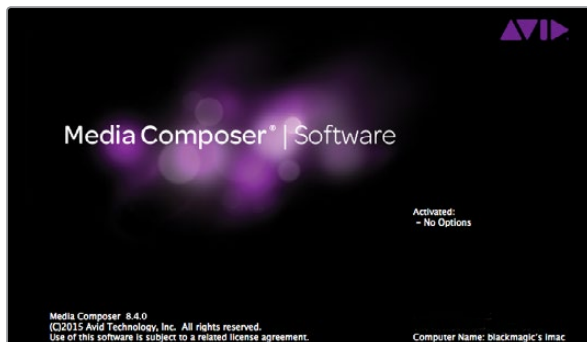 AVID
Media Composer® | Software
Activated:
- No Options
Media Composer 8.4.0
(C)2015 Avid Technology, Inc. All rights reserved.
Use of this software is subject to a related license agreement.
Computer Name: blackmagic's imac